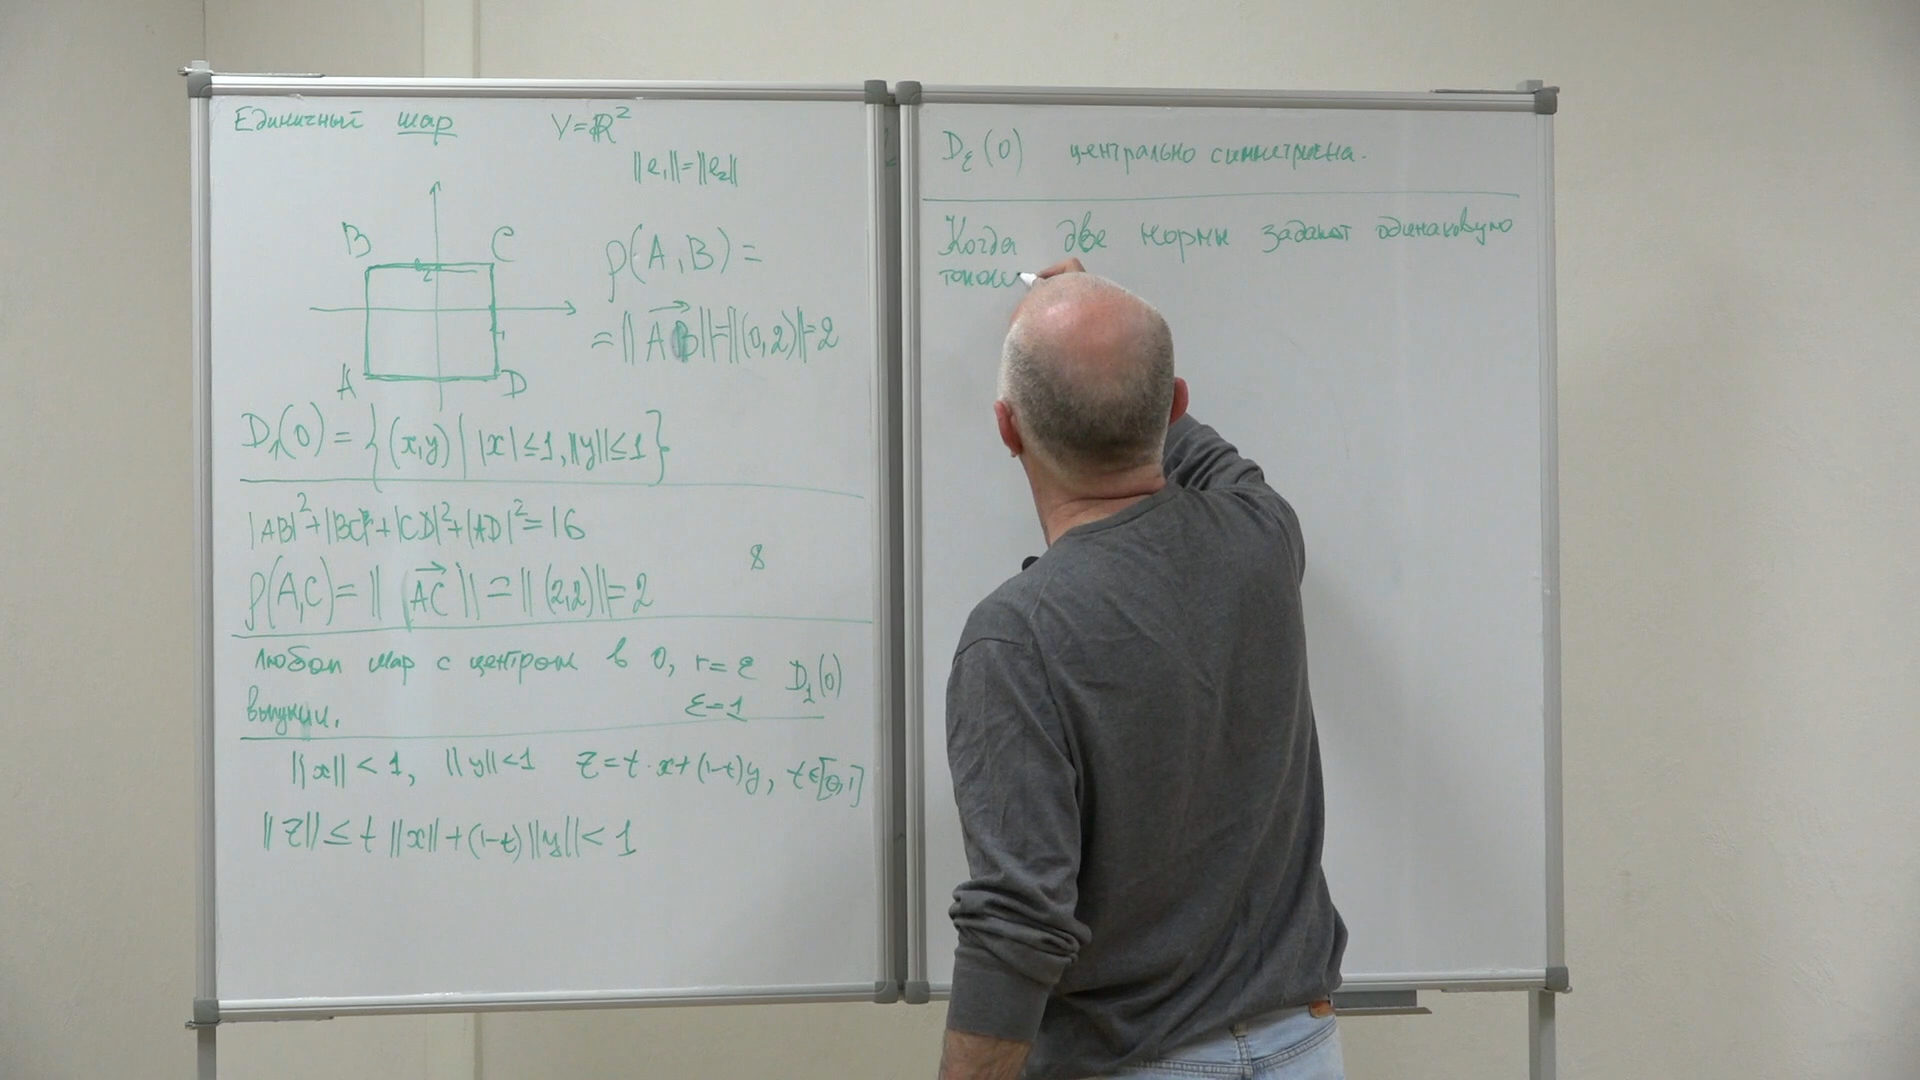 Единичный шар V=ℝ²
||e₁||=||e₂||
B C
ρ(A,B)=
=||AB||=||(0,2)||=2
A D
D₁(0) = {(x,y) | |x|≤1, ||y||≤1}
|AB|²+|BC|²+|CD|²+|AD|²=16
8
ρ(A,C)=||AC||=||(2,2)||=2
Любой шар с центром в 0, r=ε D₁(0)
выпукл. ε=1
||x||<1, ||y||<1 z=t·x+(1-t)y, t∈[0,1]
||z||≤t||x||+(1-t)||y||<1
D_ε(0) центрально симметрична.
Когда две нормы задают одинаковую